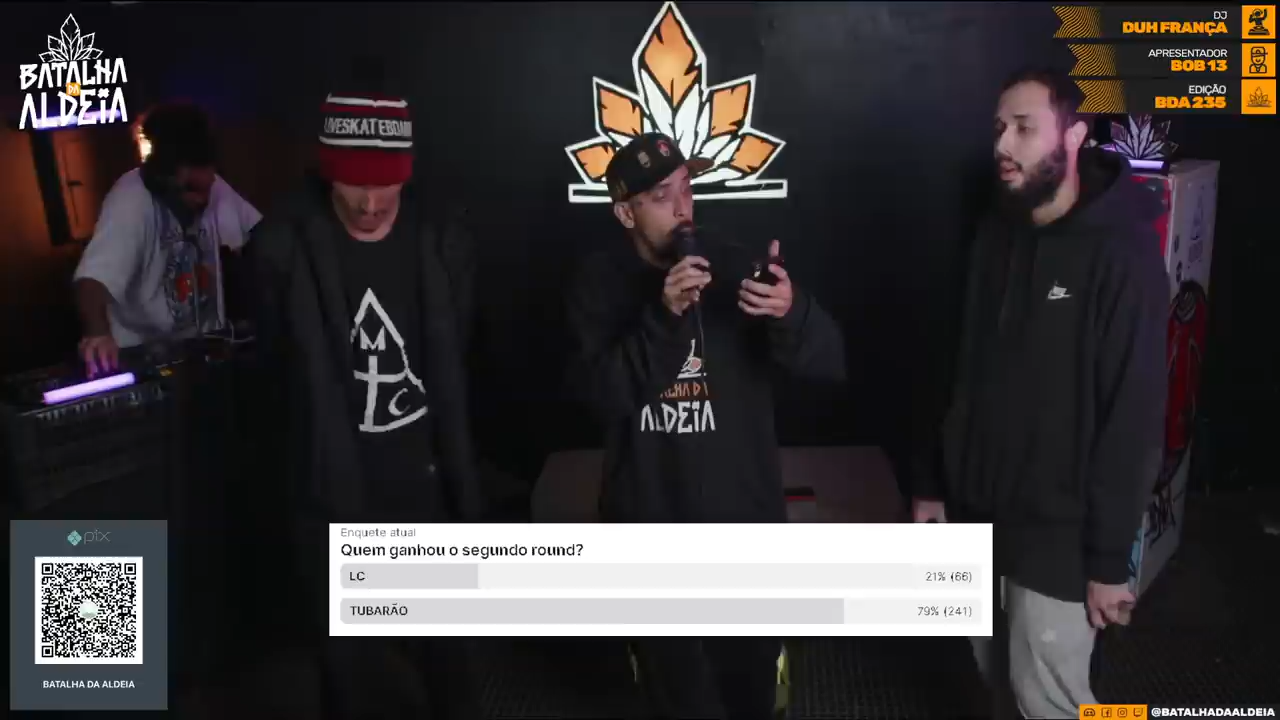 BATALHA
DA
ALDEIA
DJ
DUH FRANÇA
APRESENTADOR
BOB 13
EDIÇÃO
BDA 235
LIVESKATEBOARD
M
L C
ALDEIA
pix
BATALHA DA ALDEIA
Enquete atual
Quem ganhou o segundo round?
LC 21% (66)
TUBARÃO 79% (241)
@BATALHADAALDEIA